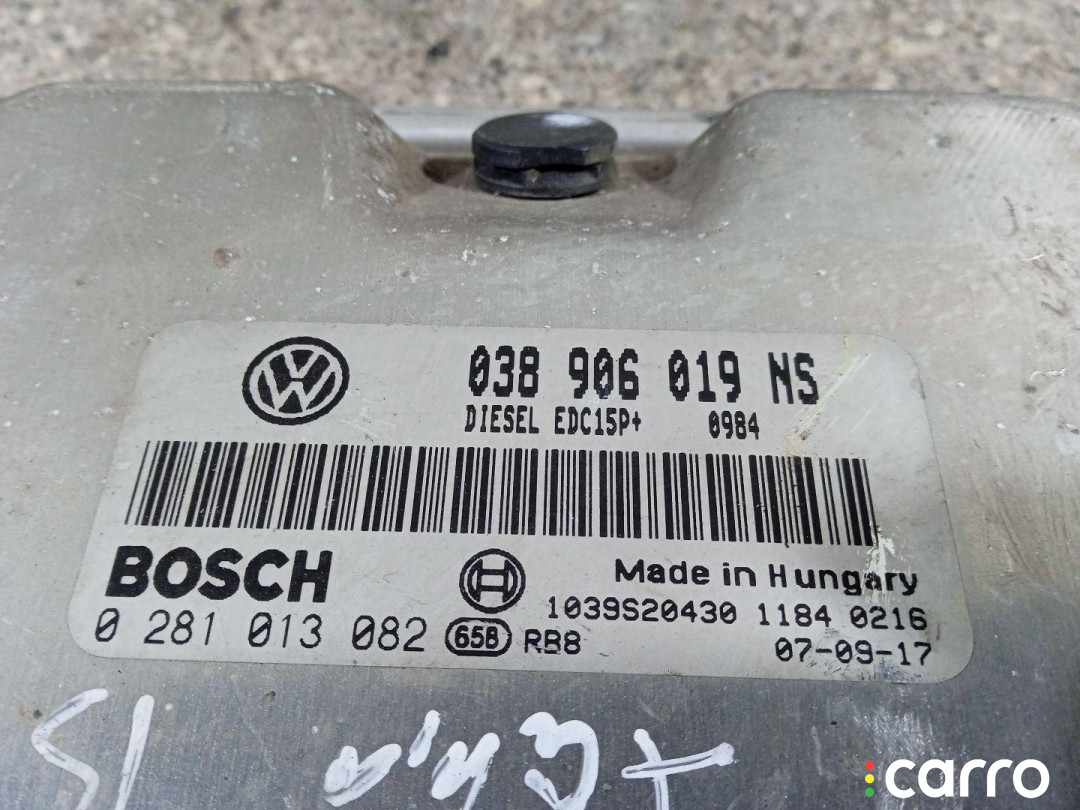 038 906 019 NS
DIESEL EDC15P+ 0984
BOSCH
Made in Hungary
0 281 013 082 65B RB8
1039S20430 1184 0216
07-09-17
carro